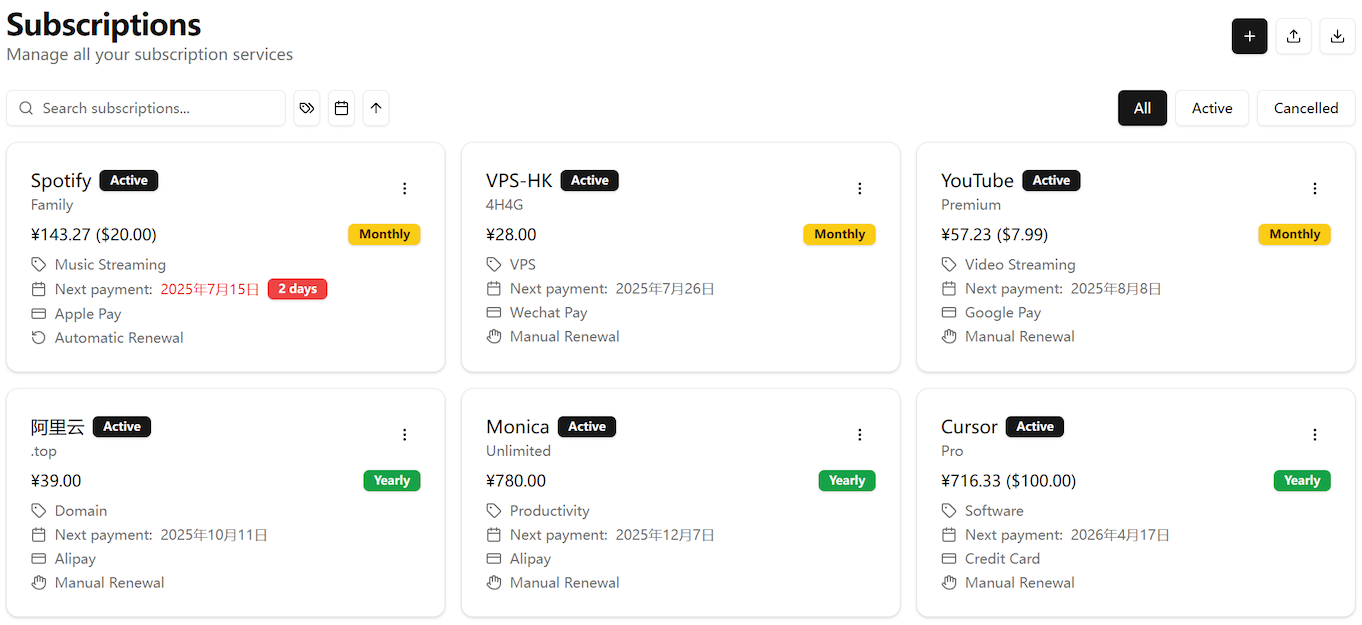 Subscriptions
Manage all your subscription services
Search subscriptions...
All Active Cancelled
Spotify Active
Family
¥143.27 ($20.00) Monthly
Music Streaming
Next payment: 2025年7月15日 2 days
Apple Pay
Automatic Renewal
VPS-HK Active
4H4G
¥28.00 Monthly
VPS
Next payment: 2025年7月26日
Wechat Pay
Manual Renewal
YouTube Active
Premium
¥57.23 ($7.99) Monthly
Video Streaming
Next payment: 2025年8月8日
Google Pay
Manual Renewal
阿里云 Active
.top
¥39.00 Yearly
Domain
Next payment: 2025年10月11日
Alipay
Manual Renewal
Monica Active
Unlimited
¥780.00 Yearly
Productivity
Next payment: 2025年12月7日
Alipay
Manual Renewal
Cursor Active
Pro
¥716.33 ($100.00) Yearly
Software
Next payment: 2026年4月17日
Credit Card
Manual Renewal